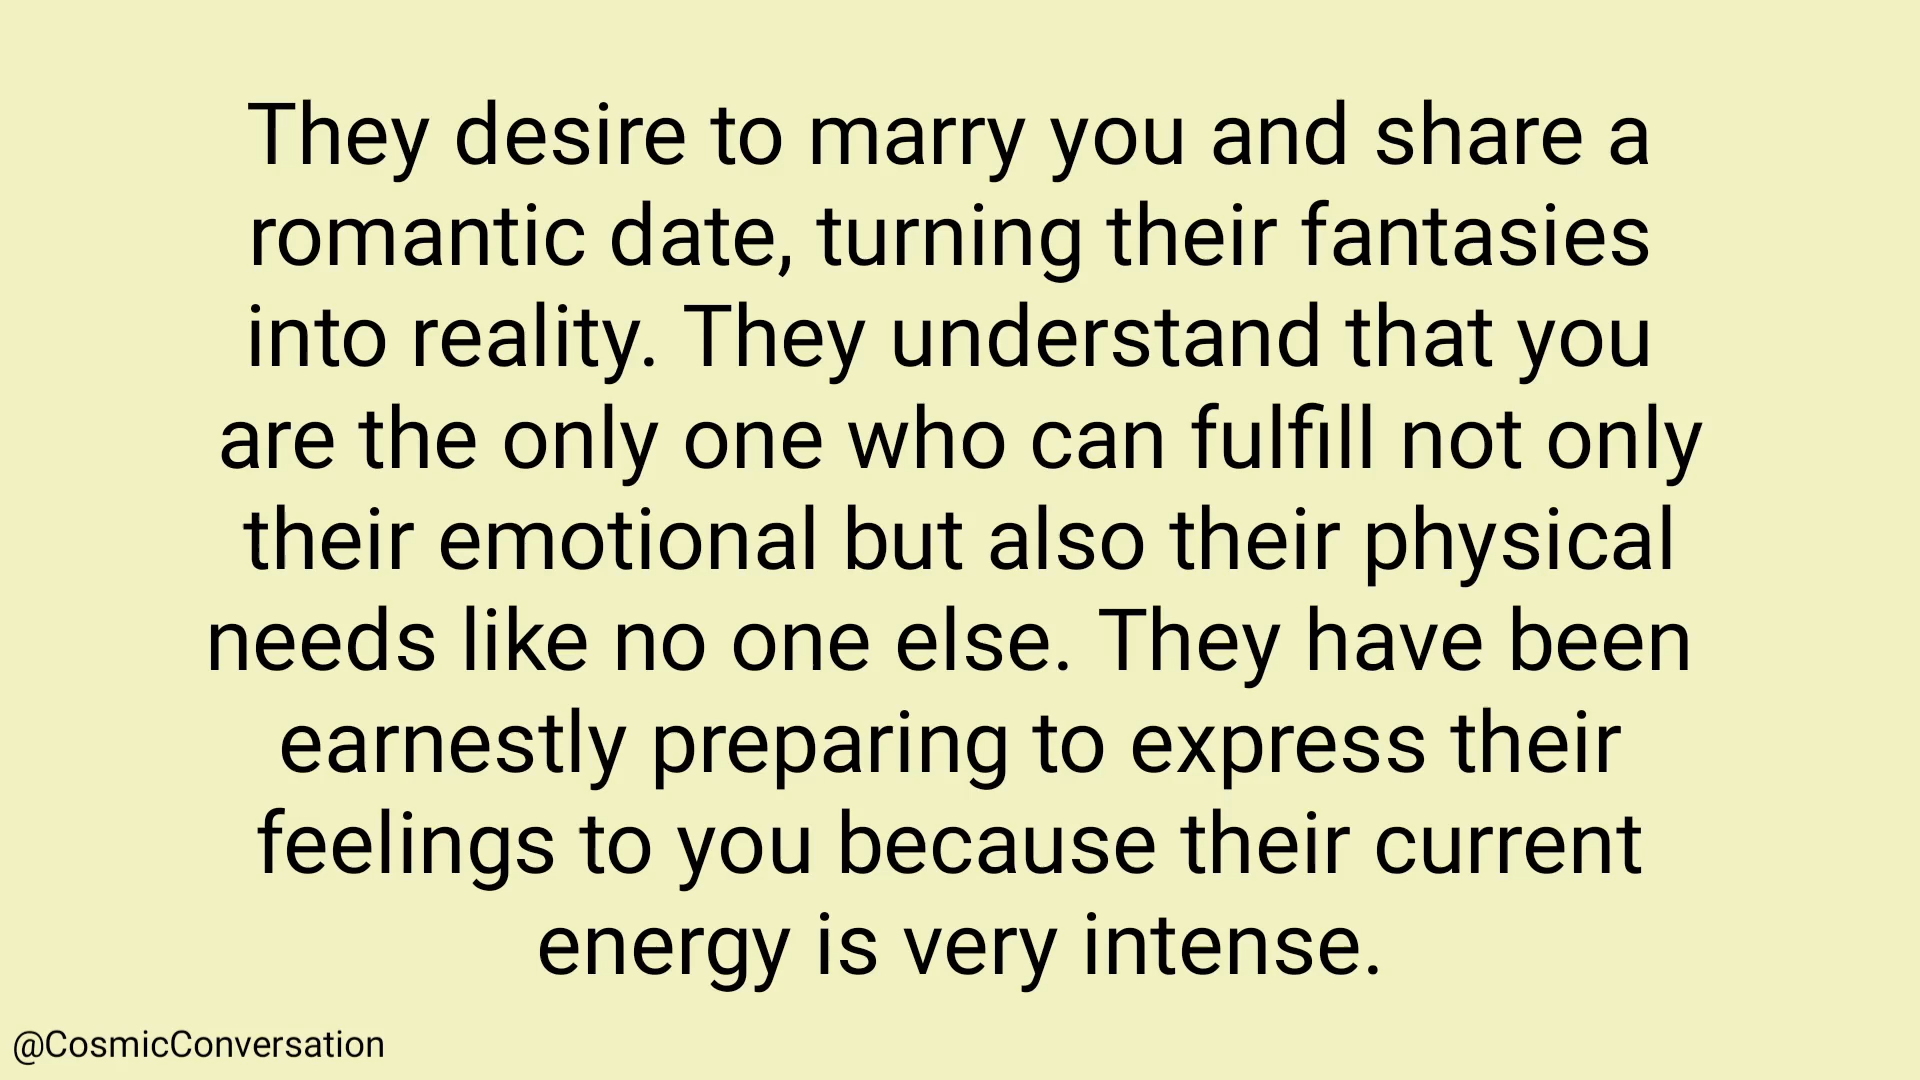 They desire to marry you and share a
romantic date, turning their fantasies
into reality. They understand that you
are the only one who can fulfill not only
their emotional but also their physical
needs like no one else. They have been
earnestly preparing to express their
feelings to you because their current
energy is very intense.
@CosmicConversation